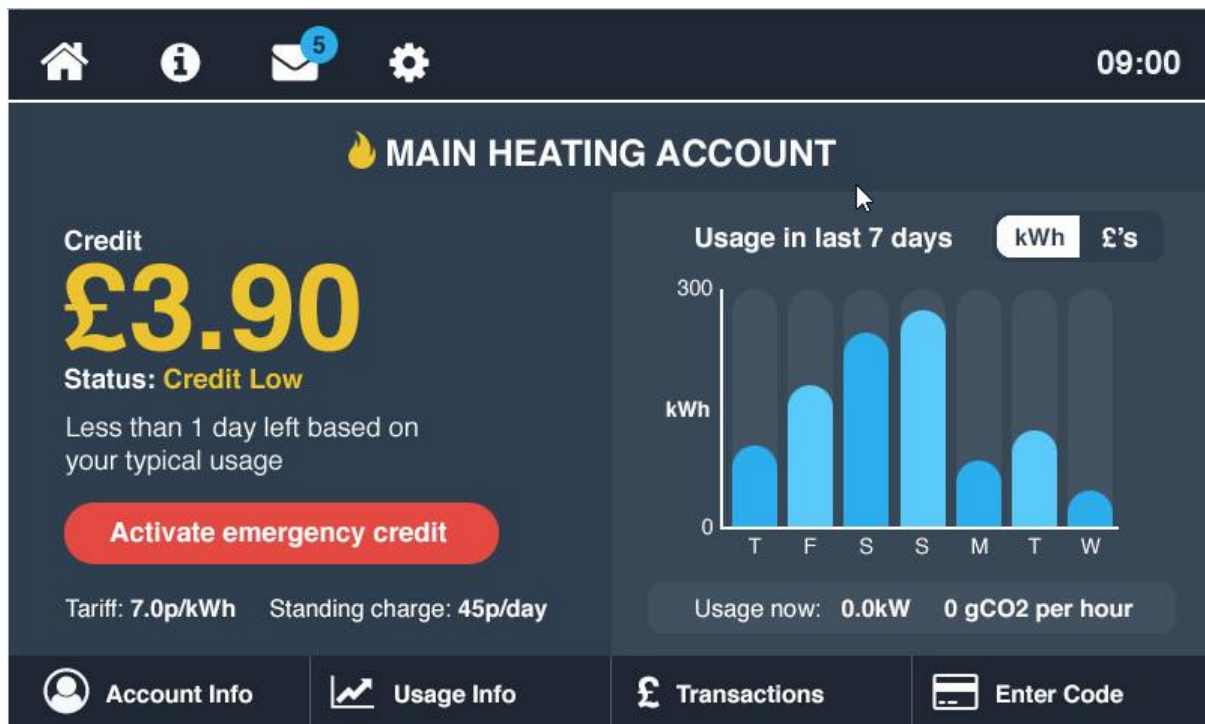 5
09:00
MAIN HEATING ACCOUNT
Credit
£3.90
Status: Credit Low
Less than 1 day left based on
your typical usage
Activate emergency credit
Tariff: 7.0p/kWh Standing charge: 45p/day
Usage in last 7 days kWh £'s
300
kWh
0
T F S S M T W
Usage now: 0.0kW 0 gCO2 per hour
Account Info Usage Info £ Transactions Enter Code